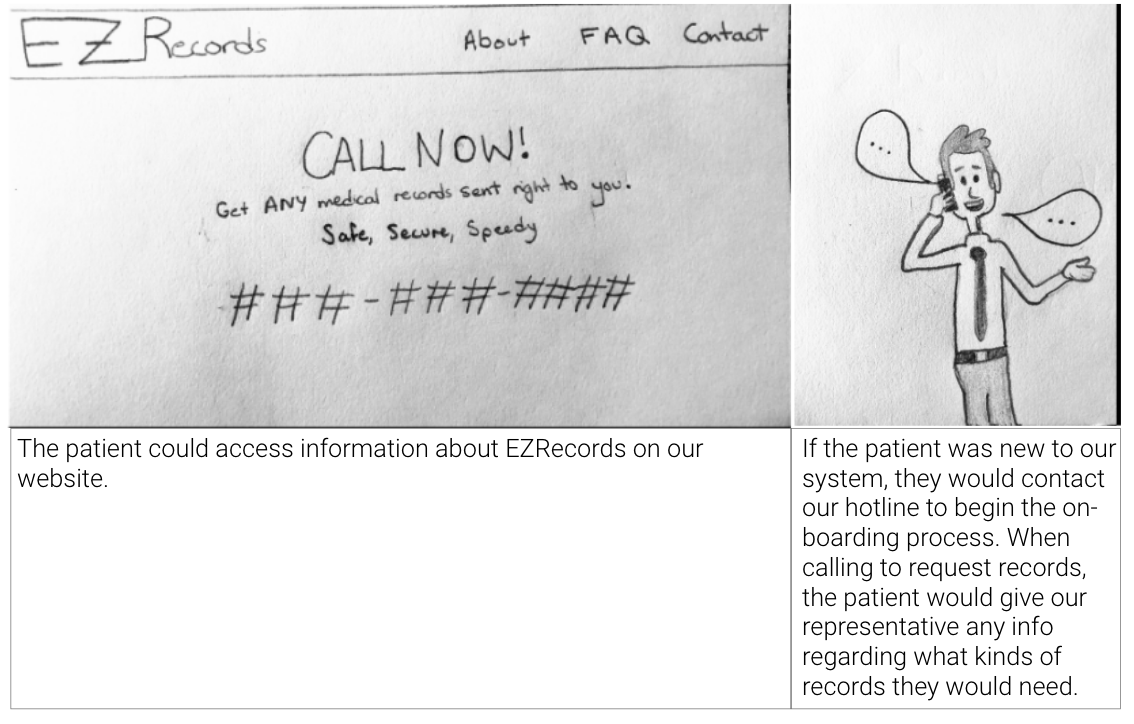 EZ Records About FAQ Contact
CALL NOW!
Get ANY medical records sent right to you.
Safe, Secure, Speedy
###-###-####
...
...
The patient could access information about EZRecords on our
website.
If the patient was new to our
system, they would contact
our hotline to begin the on-
boarding process. When
calling to request records,
the patient would give our
representative any info
regarding what kinds of
records they would need.